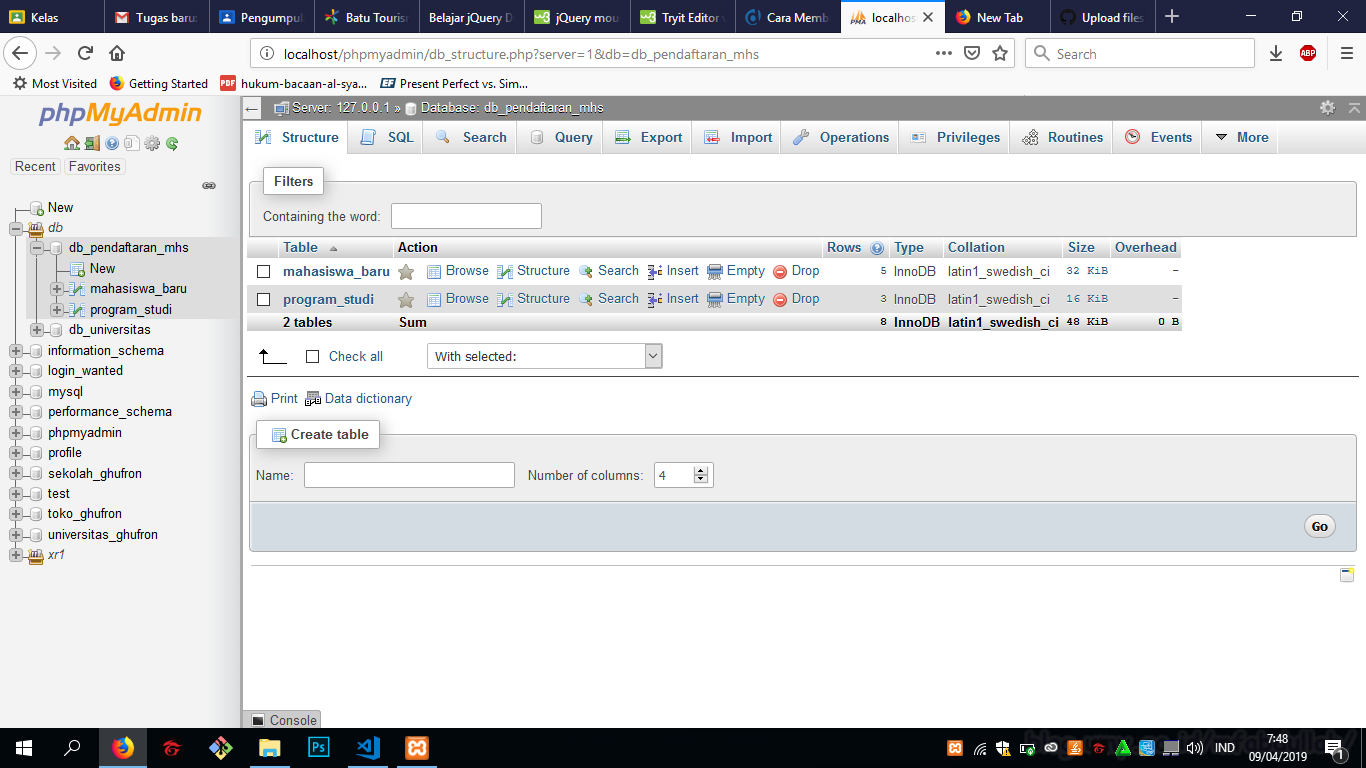 Kelas
Tugas baru:
Pengumpul
Batu Touris
Belajar jQuery D
jQuery mou
Tryit Editor v
Cara Memb
localhos
New Tab
Upload files
localhost/phpmyadmin/db_structure.php?server=1&db=db_pendaftaran_mhs
Search
ABP
Most Visited
Getting Started
PDF hukum-bacaan-al-sya...
EP Present Perfect vs. Sim...
phpMyAdmin
Recent Favorites
New
db
db_pendaftaran_mhs
New
mahasiswa_baru
program_studi
db_universitas
information_schema
login_wanted
mysql
performance_schema
phpmyadmin
profile
sekolah_ghufron
test
toko_ghufron
universitas_ghufron
xr1
Server: 127.0.0.1 » Database: db_pendaftaran_mhs
Structure SQL Search Query Export Import Operations Privileges Routines Events More
Filters
Containing the word:
Table Action Rows Type Collation Size Overhead
mahasiswa_baru Browse Structure Search Insert Empty Drop 5 InnoDB latin1_swedish_ci 32 KiB -
program_studi Browse Structure Search Insert Empty Drop 3 InnoDB latin1_swedish_ci 16 KiB -
2 tables Sum 8 InnoDB latin1_swedish_ci 48 KiB 0 B
Check all With selected:
Print Data dictionary
Create table
Name: Number of columns: 4
Go
Console
Ps
IND
7:48
09/04/2019
1